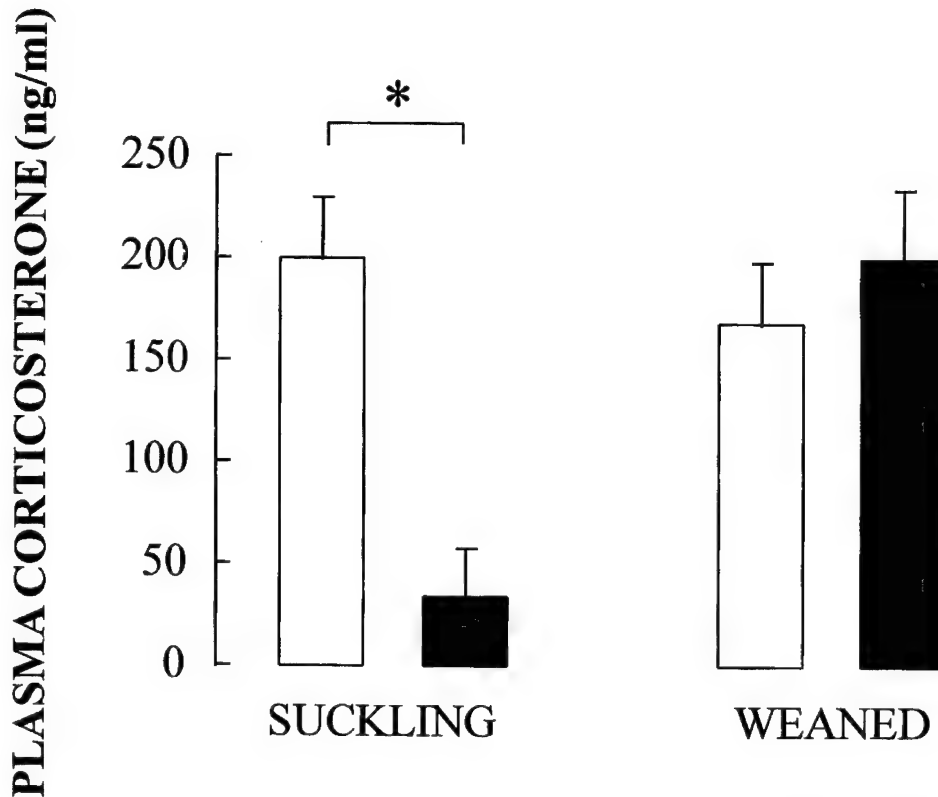 PLASMA CORTICOSTERONE (ng/ml)
*
250
200
150
100
50
0
SUCKLING
WEANED